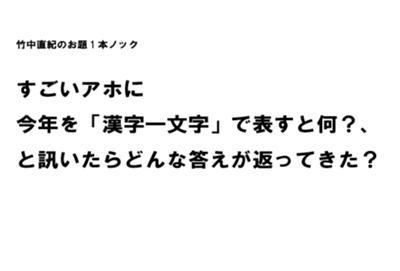 竹中直紀のお題１本ノック
すごいアホに
今年を「漢字一文字」で表すと何？、
と訊いたらどんな答えが返ってきた？